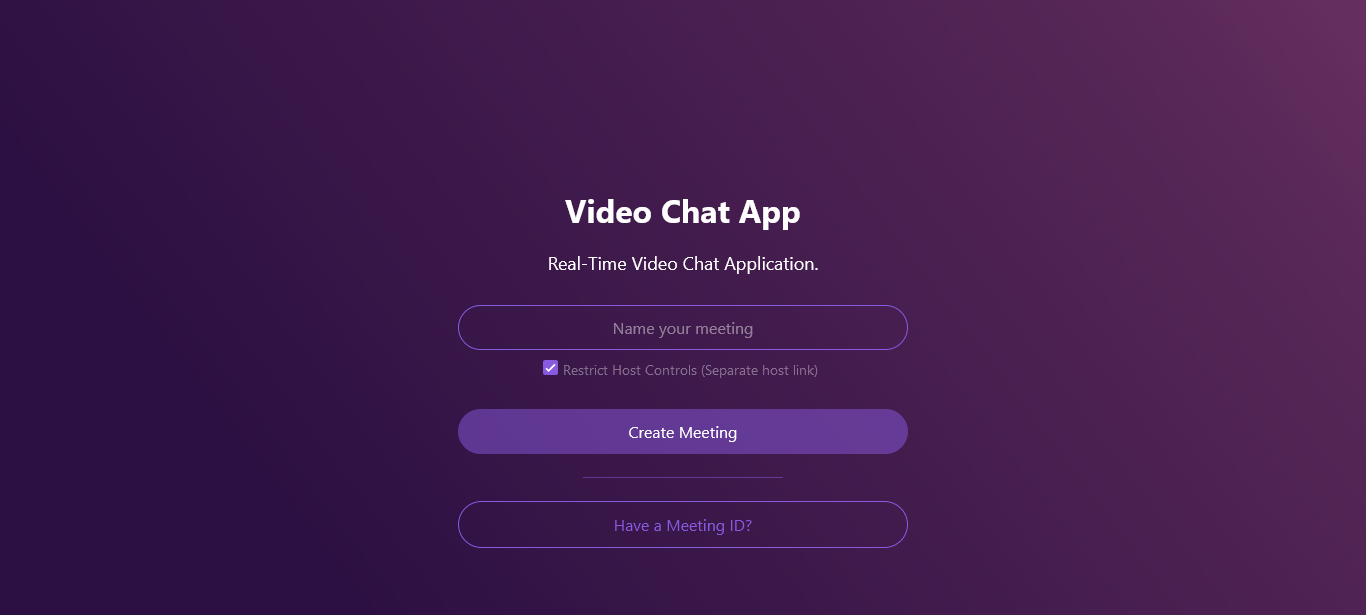 Video Chat App
Real-Time Video Chat Application.
Name your meeting
Restrict Host Controls (Separate host link)
Create Meeting
Have a Meeting ID?